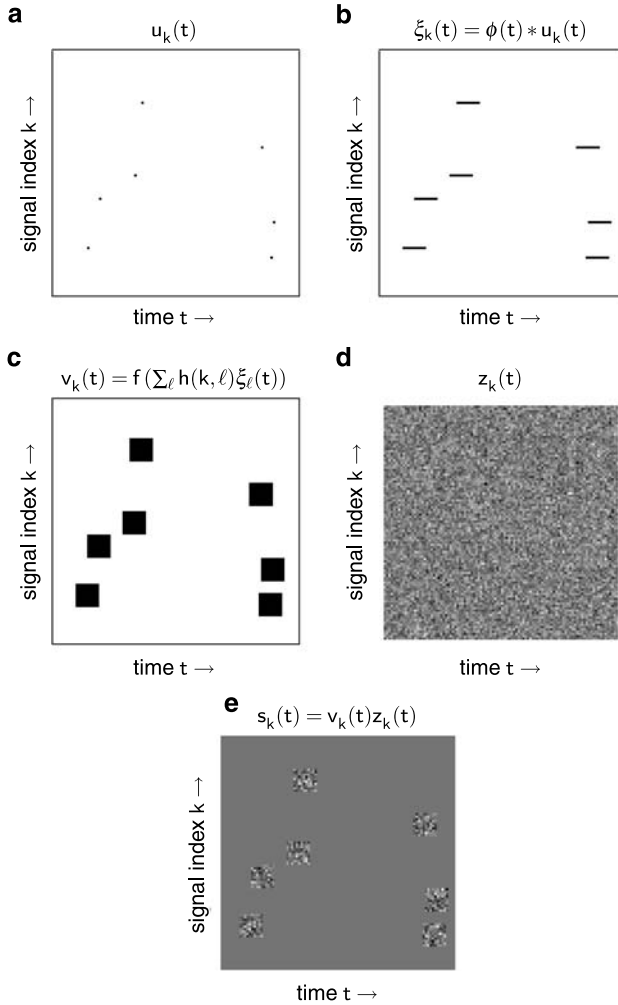 a
u_k(t)
signal index k →
time t →
b
ξ_k(t) = ϕ(t) ∗ u_k(t)
signal index k →
time t →
c
v_k(t) = f (∑_ℓ h(k, ℓ)ξ_ℓ(t))
signal index k →
time t →
d
z_k(t)
signal index k →
time t →
e
s_k(t) = v_k(t)z_k(t)
signal index k →
time t →